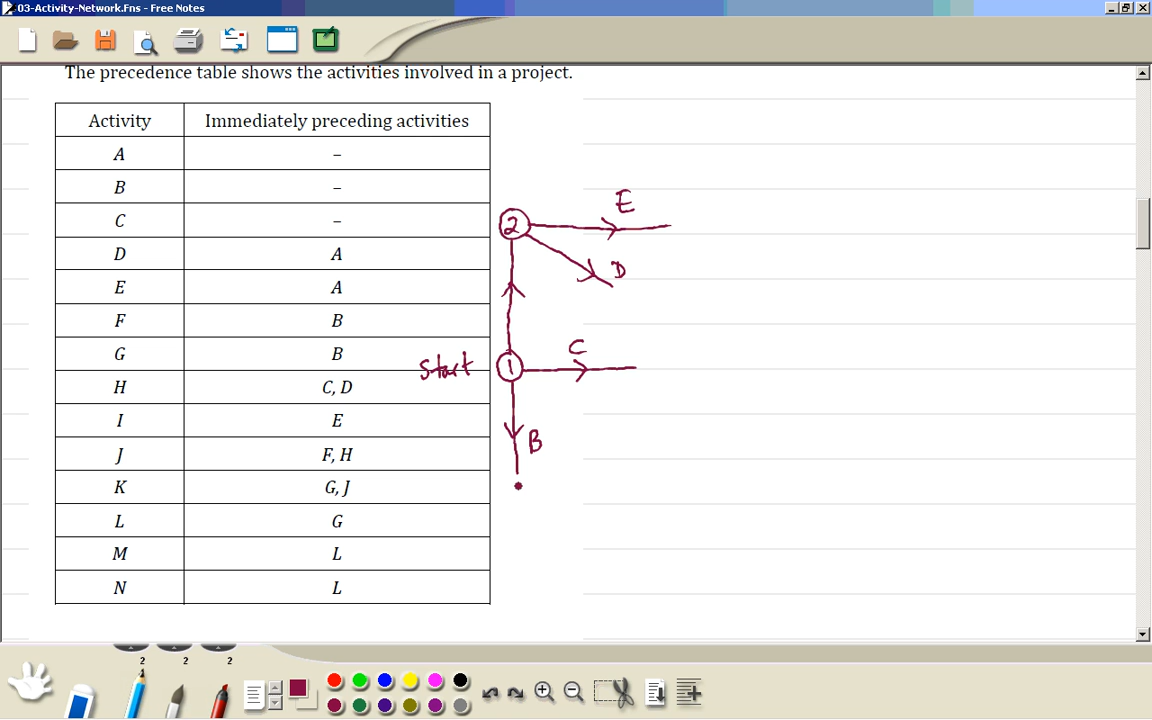 03-Activity-Network.Fns - Free Notes
The precedence table shows the activities involved in a project.
Activity Immediately preceding activities
A –
B –
C –
D A
E A
F B
G B
H C, D
I E
J F, H
K G, J
L G
M L
N L
E
2
D
C
Start 1
B
2 2 2